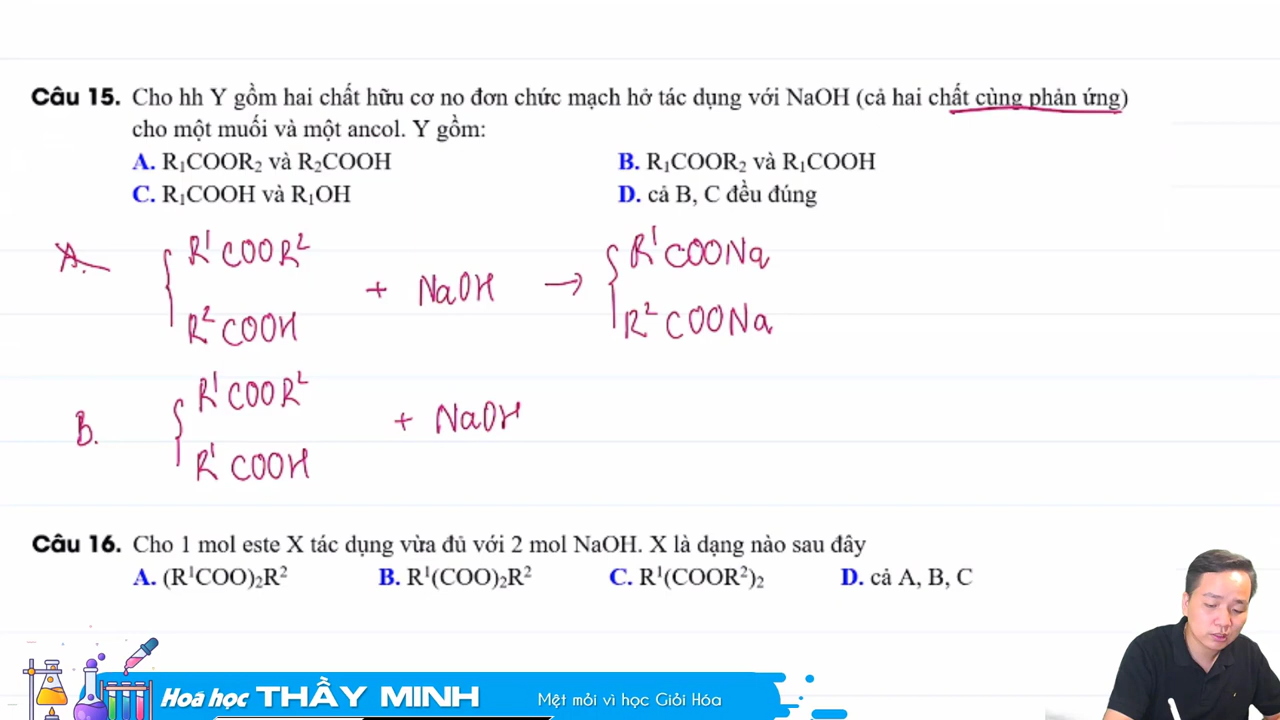 Câu 15. Cho hh Y gồm hai chất hữu cơ no đơn chức mạch hở tác dụng với NaOH (cả hai chất cùng phản ứng)
cho một muối và một ancol. Y gồm:
A. R₁COOR₂ và R₂COOH B. R₁COOR₂ và R₁COOH
C. R₁COOH và R₁OH D. cả B, C đều đúng
A. R¹COOR² + NaOH → R¹COONa
R²COOH R²COONa
B. R¹COOR² + NaOH
R¹COOH
Câu 16. Cho 1 mol este X tác dụng vừa đủ với 2 mol NaOH. X là dạng nào sau đây
A. (R¹COO)₂R² B. R¹(COO)₂R² C. R¹(COOR²)₂ D. cả A, B, C
Hoá học THẦY MINH Mệt mỏi vì học Giỏi Hóa